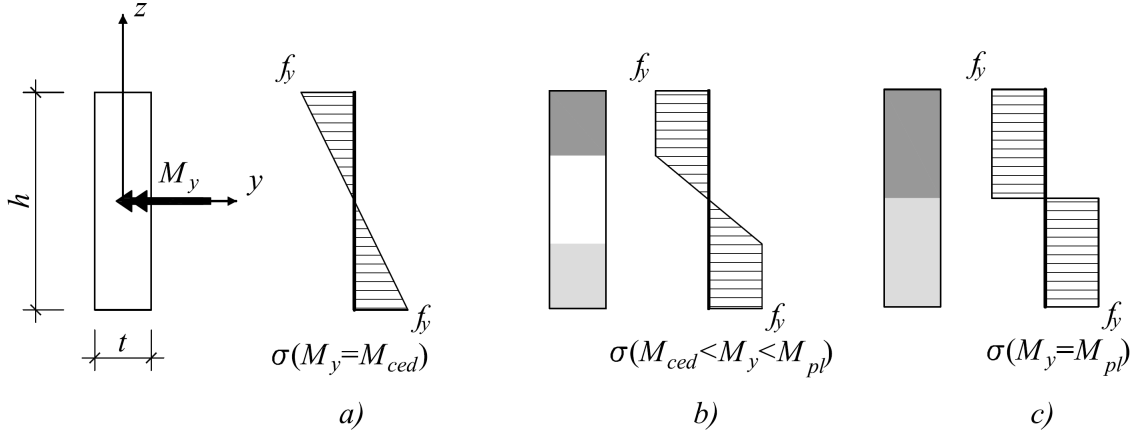 z
f_y
f_y
f_y
h
M_y
y
f_y
f_y
f_y
t
σ(M_y=M_ced)
σ(M_ced<M_y<M_pl)
σ(M_y=M_pl)
a)
b)
c)